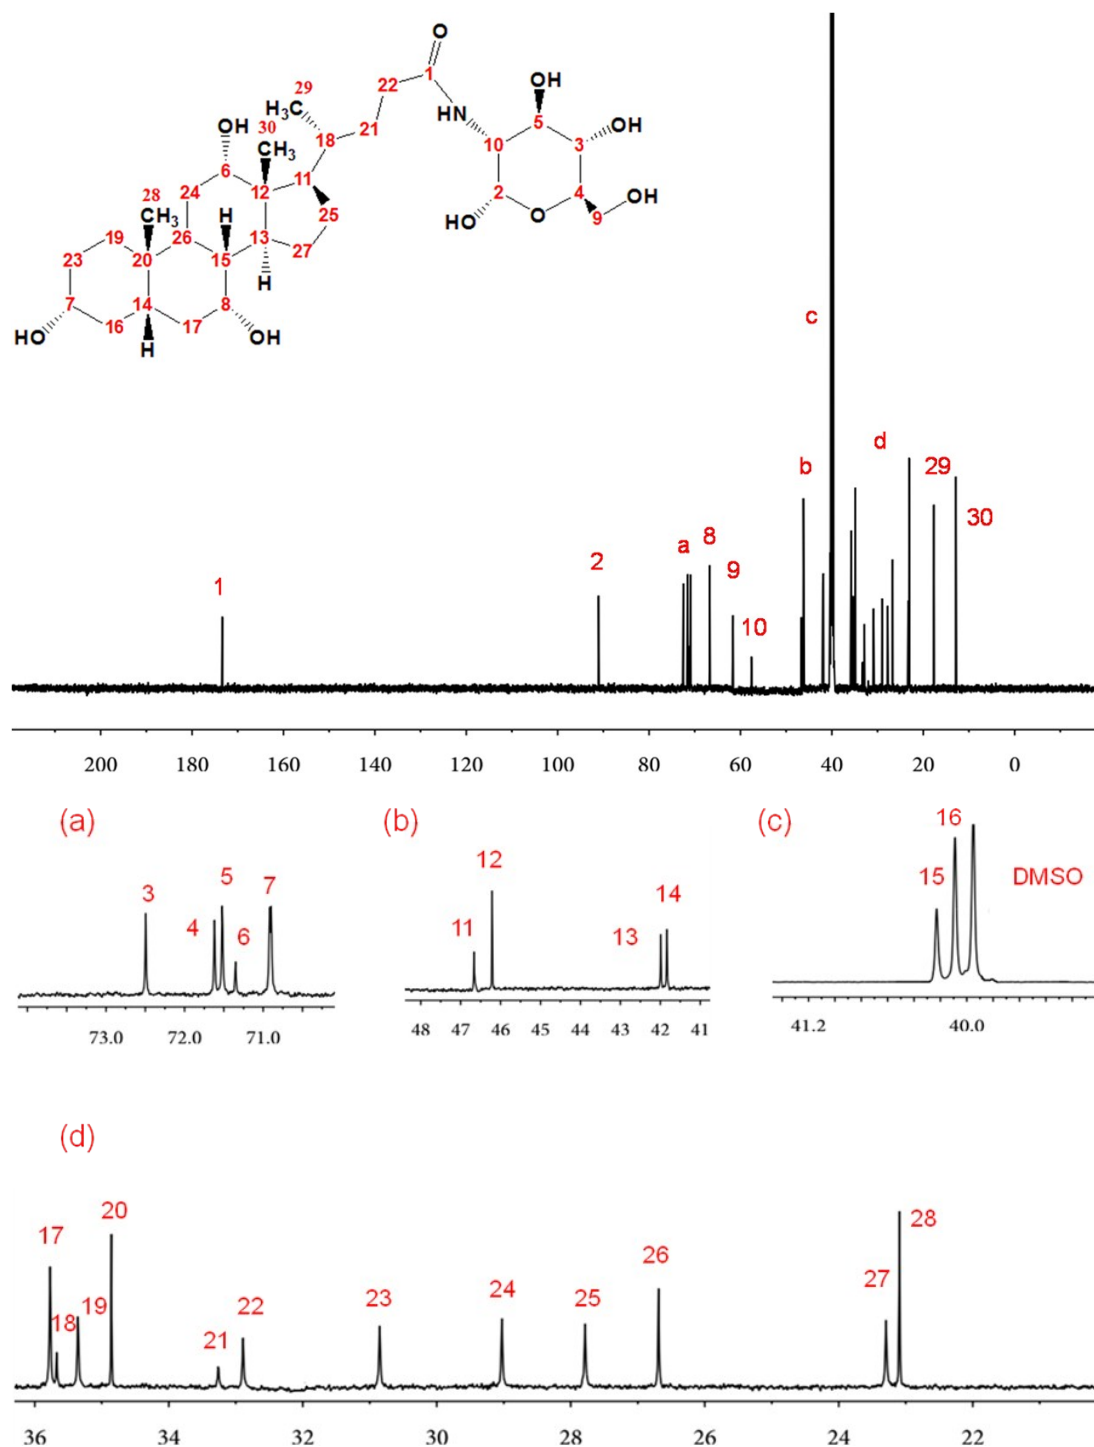 O
1
22
29
H₃C
18
21
HN
OH
5
10
3
OH
2
4
HO
O
9
OH
OH
30
CH₃
6
24
12
11
28
CH₃
H
25
19
26
15
13
27
23
20
H
7
14
8
HO
16
17
OH
H
c
b
d
29
30
1
2
a
8
9
10
200 180 160 140 120 100 80 60 40 20 0
(a)
3
4
5
6
7
73.0 72.0 71.0
(b)
11
12
13
14
48 47 46 45 44 43 42 41
(c)
15
16
DMSO
41.2 40.0
(d)
17
18
19
20
21
22
23
24
25
26
27
28
36 34 32 30 28 26 24 22